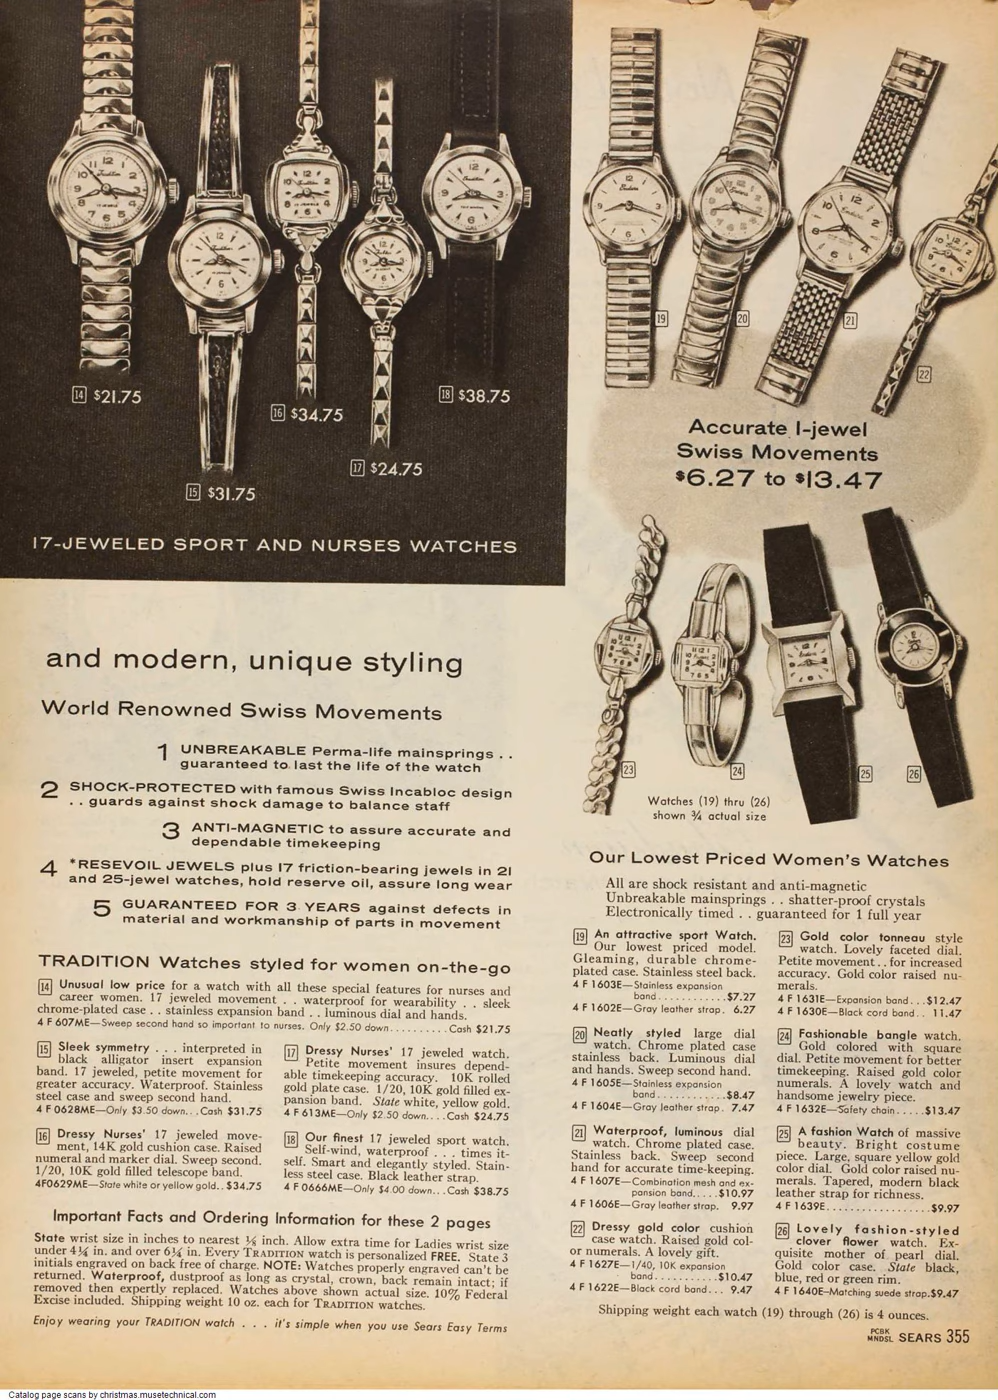 14 $21.75
15 $31.75
16 $34.75
17 $24.75
18 $38.75
17-JEWELED SPORT AND NURSES WATCHES
19
20
21
22
Accurate 1-jewel
Swiss Movements
$6.27 to $13.47
23
24
25
26
Watches (19) thru (26)
shown ¾ actual size
and modern, unique styling
World Renowned Swiss Movements
1 UNBREAKABLE Perma-life mainsprings . .
guaranteed to last the life of the watch
2 SHOCK-PROTECTED with famous Swiss Incabloc design
. . guards against shock damage to balance staff
3 ANTI-MAGNETIC to assure accurate and
dependable timekeeping
4 *RESEVOIL JEWELS plus 17 friction-bearing jewels in 21
and 25-jewel watches, hold reserve oil, assure long wear
5 GUARANTEED FOR 3 YEARS against defects in
material and workmanship of parts in movement
TRADITION Watches styled for women on-the-go
14 Unusual low price for a watch with all these special features for nurses and
career women. 17 jeweled movement . . waterproof for wearability . . sleek
chrome-plated case . . stainless expansion band . . luminous dial and hands.
4 F 607ME—Sweep second hand so important to nurses. Only $2.50 down..........Cash $21.75
15 Sleek symmetry . . . interpreted in
black alligator insert expansion
band. 17 jeweled, petite movement for
greater accuracy. Waterproof. Stainless
steel case and sweep second hand.
4 F 0628ME—Only $3.50 down...Cash $31.75
16 Dressy Nurses' 17 jeweled move-
ment, 14K gold cushion case. Raised
numeral and marker dial. Sweep second.
1/20, 10K gold filled telescope band.
4F0629ME—State white or yellow gold..$34.75
17 Dressy Nurses' 17 jeweled watch.
Petite movement insures depend-
able timekeeping accuracy. 10K rolled
gold plate case. 1/20, 10K gold filled ex-
pansion band. State white, yellow gold.
4 F 613ME—Only $2.50 down....Cash $24.75
18 Our finest 17 jeweled sport watch.
Self-wind, waterproof . . . times it-
self. Smart and elegantly styled. Stain-
less steel case. Black leather strap.
4 F 0666ME—Only $4.00 down...Cash $38.75
Important Facts and Ordering Information for these 2 pages
State wrist size in inches to nearest ⅛ inch. Allow extra time for Ladies wrist size
under 4¼ in. and over 6¼ in. Every TRADITION watch is personalized FREE. State 3
initials engraved on back free of charge. NOTE: Watches properly engraved can't be
returned. Waterproof, dustproof as long as crystal, crown, back remain intact; if
removed then expertly replaced. Watches above shown actual size. 10% Federal
Excise included. Shipping weight 10 oz. each for TRADITION watches.
Enjoy wearing your TRADITION watch . . . it's simple when you use Sears Easy Terms
Our Lowest Priced Women's Watches
All are shock resistant and anti-magnetic
Unbreakable mainsprings . . shatter-proof crystals
Electronically timed . . guaranteed for 1 full year
19 An attractive sport Watch.
Our lowest priced model.
Gleaming, durable chrome-
plated case. Stainless steel back.
4 F 1603E—Stainless expansion
band............$7.27
4 F 1602E—Gray leather strap. 6.27
20 Neatly styled large dial
watch. Chrome plated case
stainless back. Luminous dial
and hands. Sweep second hand.
4 F 1605E—Stainless expansion
band............$8.47
4 F 1604E—Gray leather strap. 7.47
21 Waterproof, luminous dial
watch. Chrome plated case.
Stainless back. Sweep second
hand for accurate time-keeping.
4 F 1607E—Combination mesh and ex-
pansion band.....$10.97
4 F 1606E—Gray leather strap. 9.97
22 Dressy gold color cushion
case watch. Raised gold col-
or numerals. A lovely gift.
4 F 1627E—1/40, 10K expansion
band...........$10.47
4 F 1622E—Black cord band... 9.47
23 Gold color tonneau style
watch. Lovely faceted dial.
Petite movement . . for increased
accuracy. Gold color raised nu-
merals.
4 F 1631E—Expansion band...$12.47
4 F 1630E—Black cord band.. 11.47
24 Fashionable bangle watch.
Gold colored with square
dial. Petite movement for better
timekeeping. Raised gold color
numerals. A lovely watch and
handsome jewelry piece.
4 F 1632E—Safety chain.....$13.47
25 A fashion Watch of massive
beauty. Bright costume
piece. Large, square yellow gold
color dial. Gold color raised nu-
merals. Tapered, modern black
leather strap for richness.
4 F 1639E................$9.97
26 Lovely fashion-styled
clover flower watch. Ex-
quisite mother of pearl dial.
Gold color case. State black,
blue, red or green rim.
4 F 1640E—Matching suede strap.$9.47
Shipping weight each watch (19) through (26) is 4 ounces.
PCBK
MNDSL SEARS 355
Catalog page scans by christmas.musetechnical.com